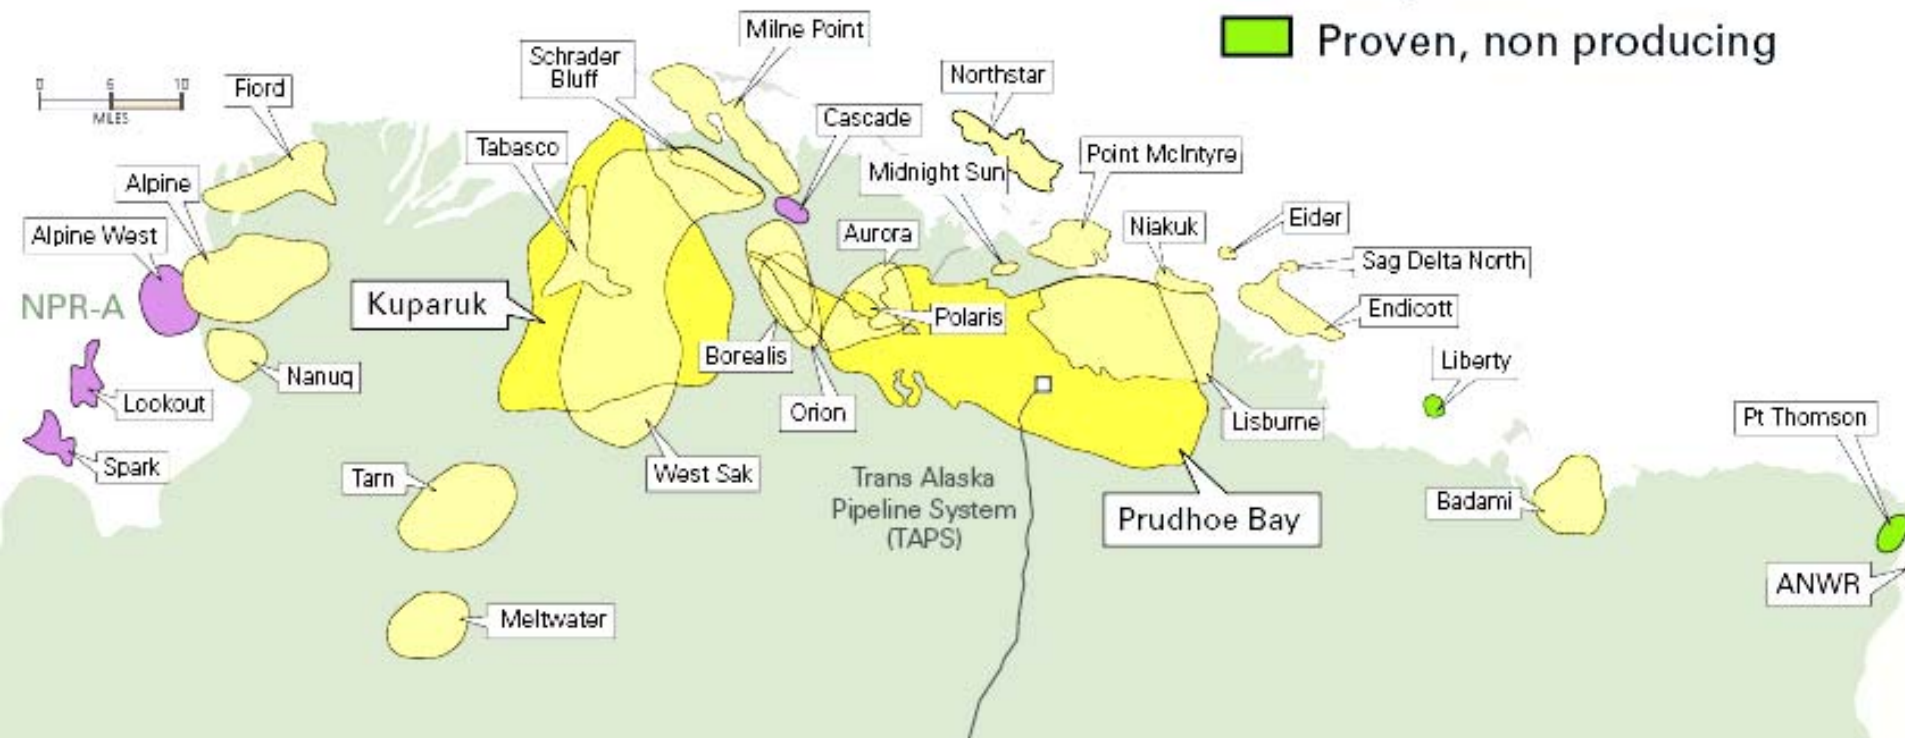 Proven, non producing
0 5 10
MILES
Milne Point
Schrader
Bluff
Northstar
Fiord
Cascade
Tabasco
Point McIntyre
Midnight Sun
Alpine
Eider
Niakuk
Alpine West
Aurora
Sag Delta North
NPR-A
Kuparuk
Endicott
Polaris
Borealis
Liberty
Nanuq
Lookout
Orion
Lisburne
Pt Thomson
Spark
West Sak
Tarn
Trans Alaska
Pipeline System
(TAPS)
Badami
Prudhoe Bay
ANWR
Meltwater